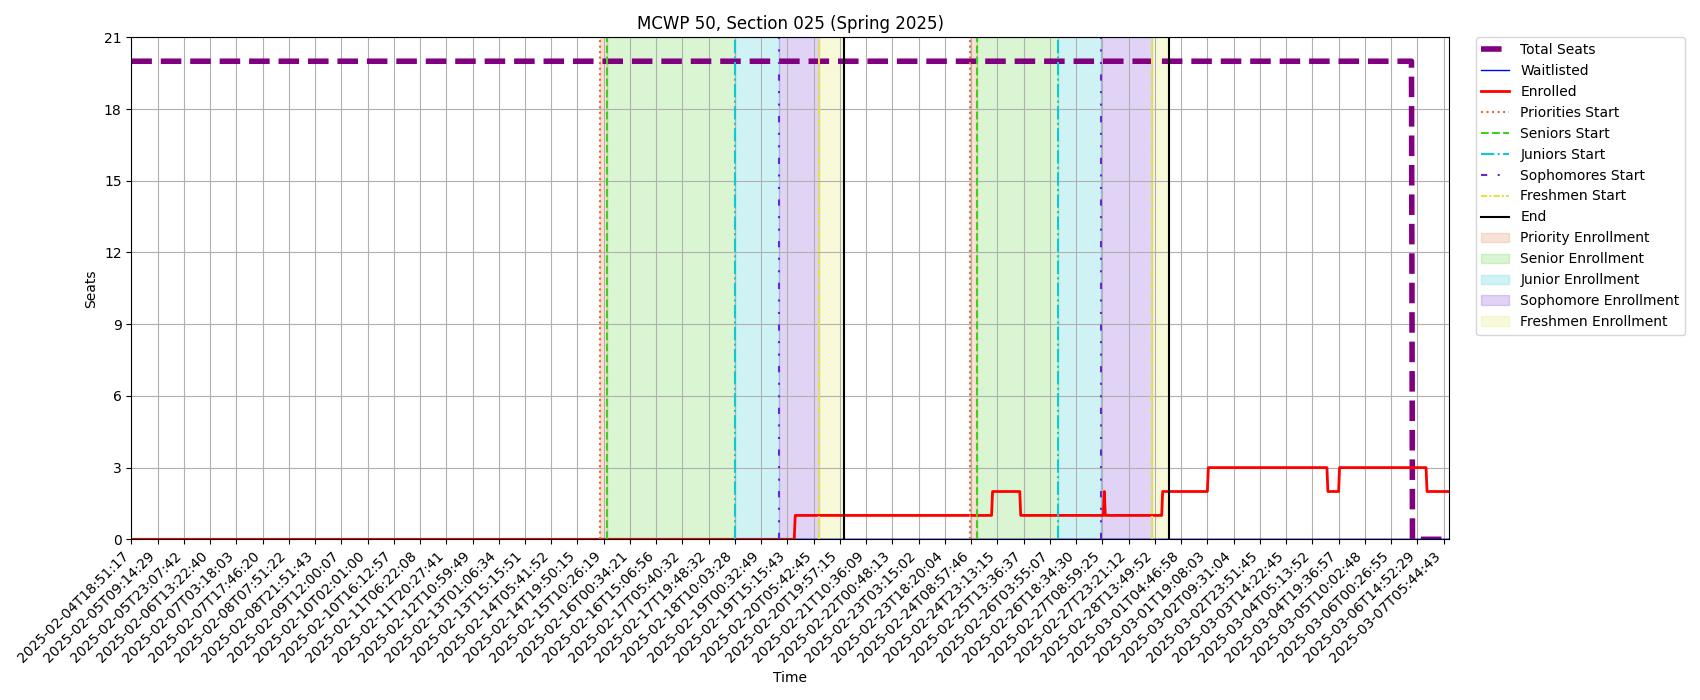 MCWP 50, Section 025 (Spring 2025)
21
18
15
12
9
6
3
0
Seats
2025-02-04T18:51:17
2025-02-05T09:14:29
2025-02-05T23:07:42
2025-02-06T13:22:40
2025-02-07T03:18:03
2025-02-07T17:46:20
2025-02-08T07:51:22
2025-02-08T21:51:43
2025-02-09T12:00:07
2025-02-10T02:01:00
2025-02-10T16:12:57
2025-02-11T06:22:08
2025-02-11T20:27:41
2025-02-12T10:59:49
2025-02-13T01:06:34
2025-02-13T15:15:51
2025-02-14T05:41:52
2025-02-14T19:50:15
2025-02-15T10:26:19
2025-02-16T00:34:21
2025-02-16T15:06:56
2025-02-17T05:40:32
2025-02-17T19:48:32
2025-02-18T10:03:28
2025-02-19T00:32:49
2025-02-19T15:15:43
2025-02-20T05:42:45
2025-02-20T19:57:15
2025-02-21T10:36:09
2025-02-22T00:48:13
2025-02-23T03:15:02
2025-02-23T18:20:04
2025-02-24T08:57:46
2025-02-24T23:13:15
2025-02-25T13:36:37
2025-02-26T03:55:07
2025-02-26T18:34:30
2025-02-27T08:59:25
2025-02-27T23:21:12
2025-02-28T13:49:52
2025-03-01T04:46:58
2025-03-01T19:08:03
2025-03-02T09:31:04
2025-03-02T23:51:45
2025-03-03T14:22:45
2025-03-04T05:13:52
2025-03-04T19:36:57
2025-03-05T10:02:48
2025-03-06T00:26:55
2025-03-06T14:52:29
2025-03-07T05:44:43
Time
Total Seats
Waitlisted
Enrolled
Priorities Start
Seniors Start
Juniors Start
Sophomores Start
Freshmen Start
End
Priority Enrollment
Senior Enrollment
Junior Enrollment
Sophomore Enrollment
Freshmen Enrollment